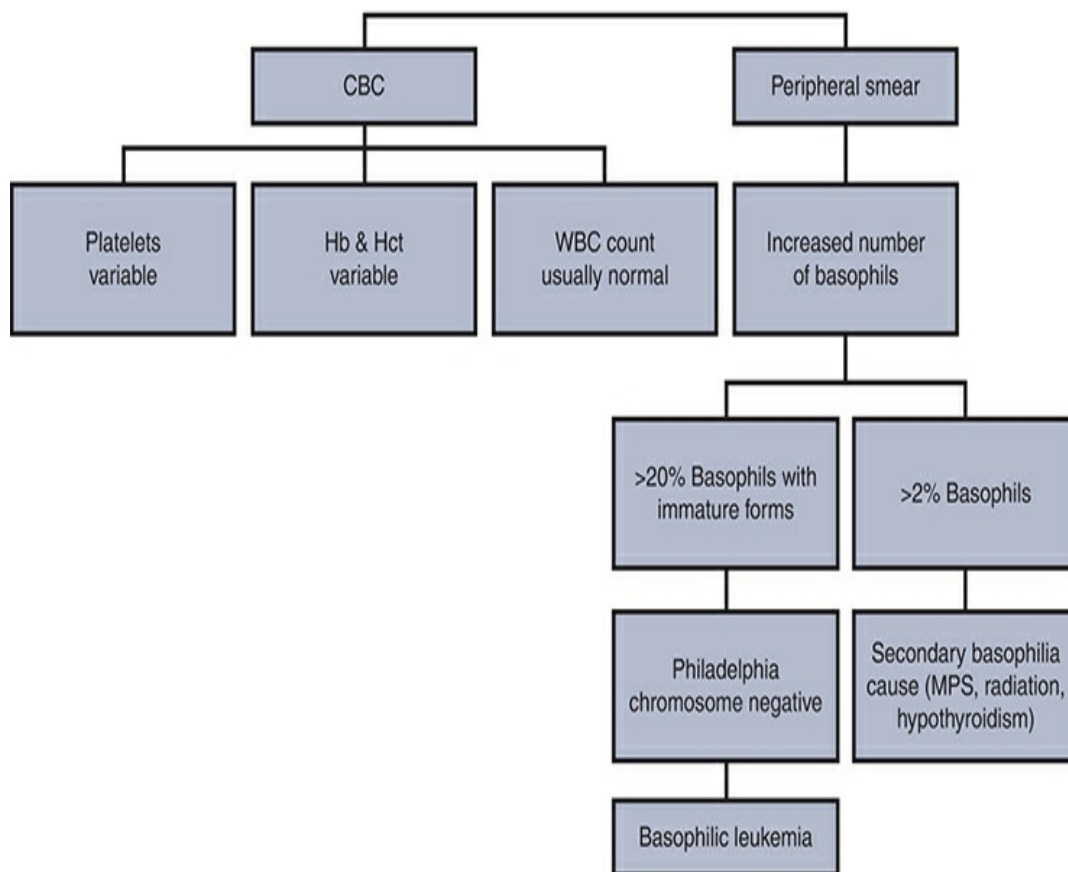 CBC
Peripheral smear
Platelets
variable
Hb & Hct
variable
WBC count
usually normal
Increased number
of basophils
>20% Basophils with
immature forms
>2% Basophils
Philadelphia
chromosome negative
Secondary basophilia
cause (MPS, radiation,
hypothyroidism)
Basophilic leukemia